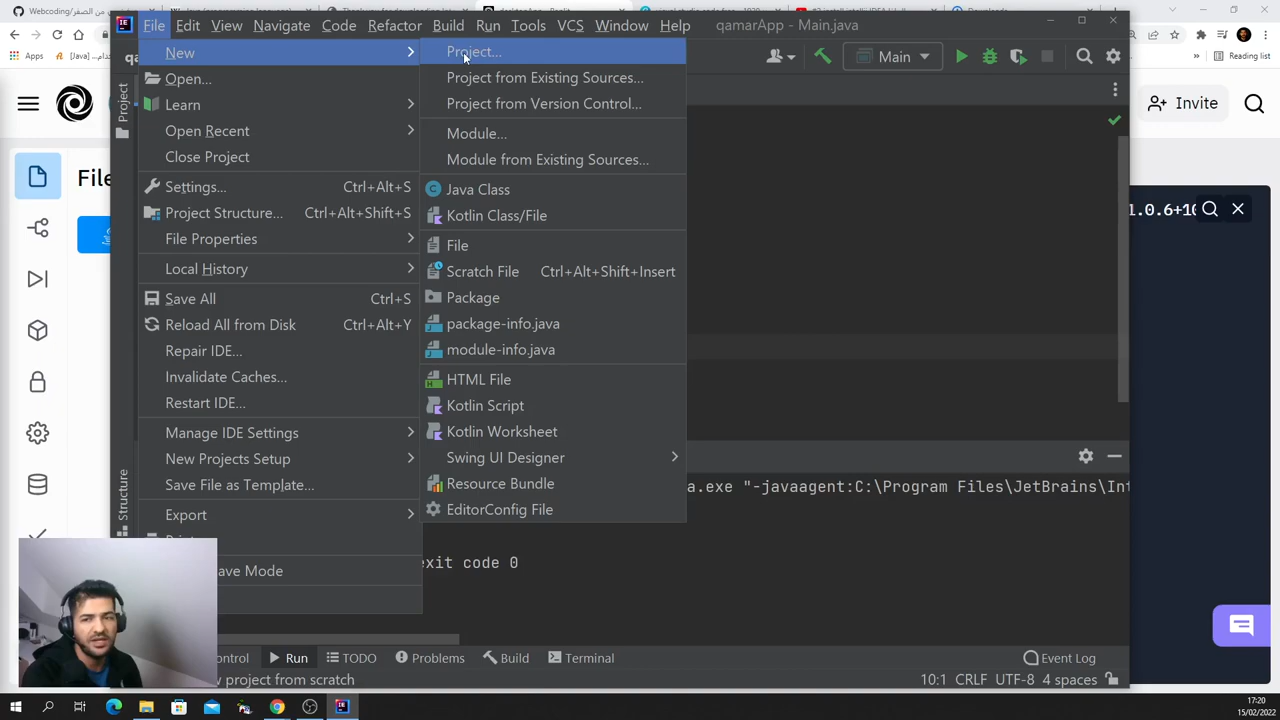 File Edit View Navigate Code Refactor Build Run Tools VCS Window Help qamarApp - Main.java
Apps
Reading list
Main
New
Open...
Learn
Open Recent
Close Project
Settings... Ctrl+Alt+S
Project Structure... Ctrl+Alt+Shift+S
File Properties
Local History
Save All Ctrl+S
Reload All from Disk Ctrl+Alt+Y
Repair IDE...
Invalidate Caches...
Restart IDE...
Manage IDE Settings
New Projects Setup
Save File as Template...
Export
ave Mode
Project...
Project from Existing Sources...
Project from Version Control...
Module...
Module from Existing Sources...
Java Class
Kotlin Class/File
File
Scratch File Ctrl+Alt+Shift+Insert
Package
package-info.java
module-info.java
HTML File
Kotlin Script
Kotlin Worksheet
Swing UI Designer
Resource Bundle
EditorConfig File
Project
Structure
File
Invite
1.0.6+10
a.exe "-javaagent:C:\Program Files\JetBrains\Int
exit code 0
ontrol Run TODO Problems Build Terminal Event Log
w project from scratch 10:1 CRLF UTF-8 4 spaces
17:20
15/02/2022